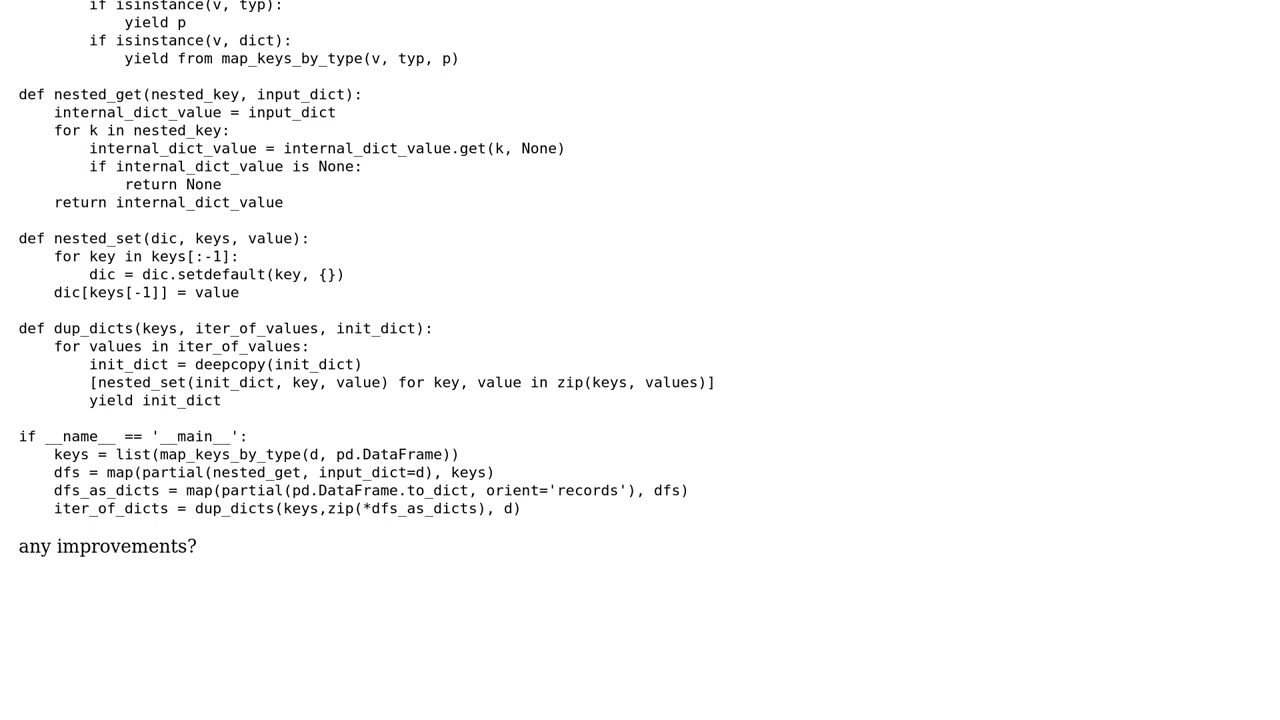 if isinstance(v, typ):
            yield p
        if isinstance(v, dict):
            yield from map_keys_by_type(v, typ, p)

def nested_get(nested_key, input_dict):
    internal_dict_value = input_dict
    for k in nested_key:
        internal_dict_value = internal_dict_value.get(k, None)
        if internal_dict_value is None:
            return None
    return internal_dict_value

def nested_set(dic, keys, value):
    for key in keys[:-1]:
        dic = dic.setdefault(key, {})
    dic[keys[-1]] = value

def dup_dicts(keys, iter_of_values, init_dict):
    for values in iter_of_values:
        init_dict = deepcopy(init_dict)
        [nested_set(init_dict, key, value) for key, value in zip(keys, values)]
        yield init_dict

if __name__ == '__main__':
    keys = list(map_keys_by_type(d, pd.DataFrame))
    dfs = map(partial(nested_get, input_dict=d), keys)
    dfs_as_dicts = map(partial(pd.DataFrame.to_dict, orient='records'), dfs)
    iter_of_dicts = dup_dicts(keys,zip(*dfs_as_dicts), d)

any improvements?